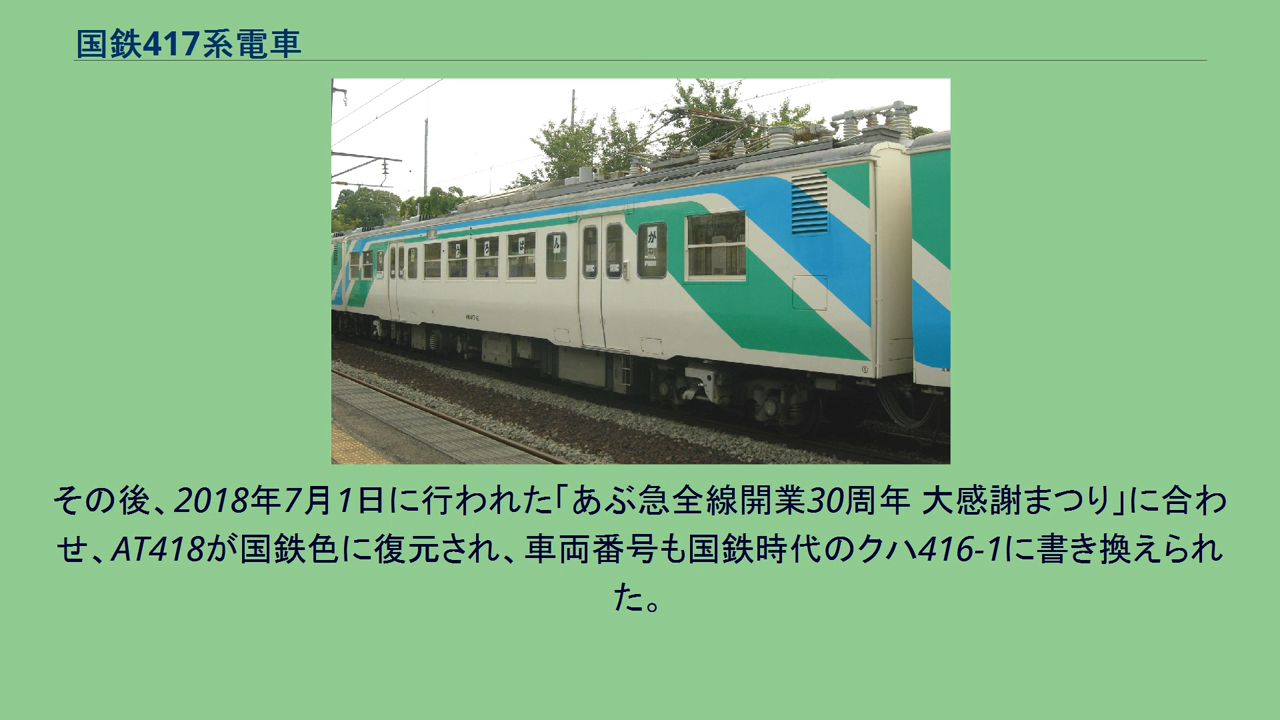 国鉄417系電車
その後、2018年7月1日に行われた「あぶ急全線開業30周年 大感謝まつり」に合わ
せ、AT418が国鉄色に復元され、車両番号も国鉄時代のクハ416-1に書き換えられ
た。